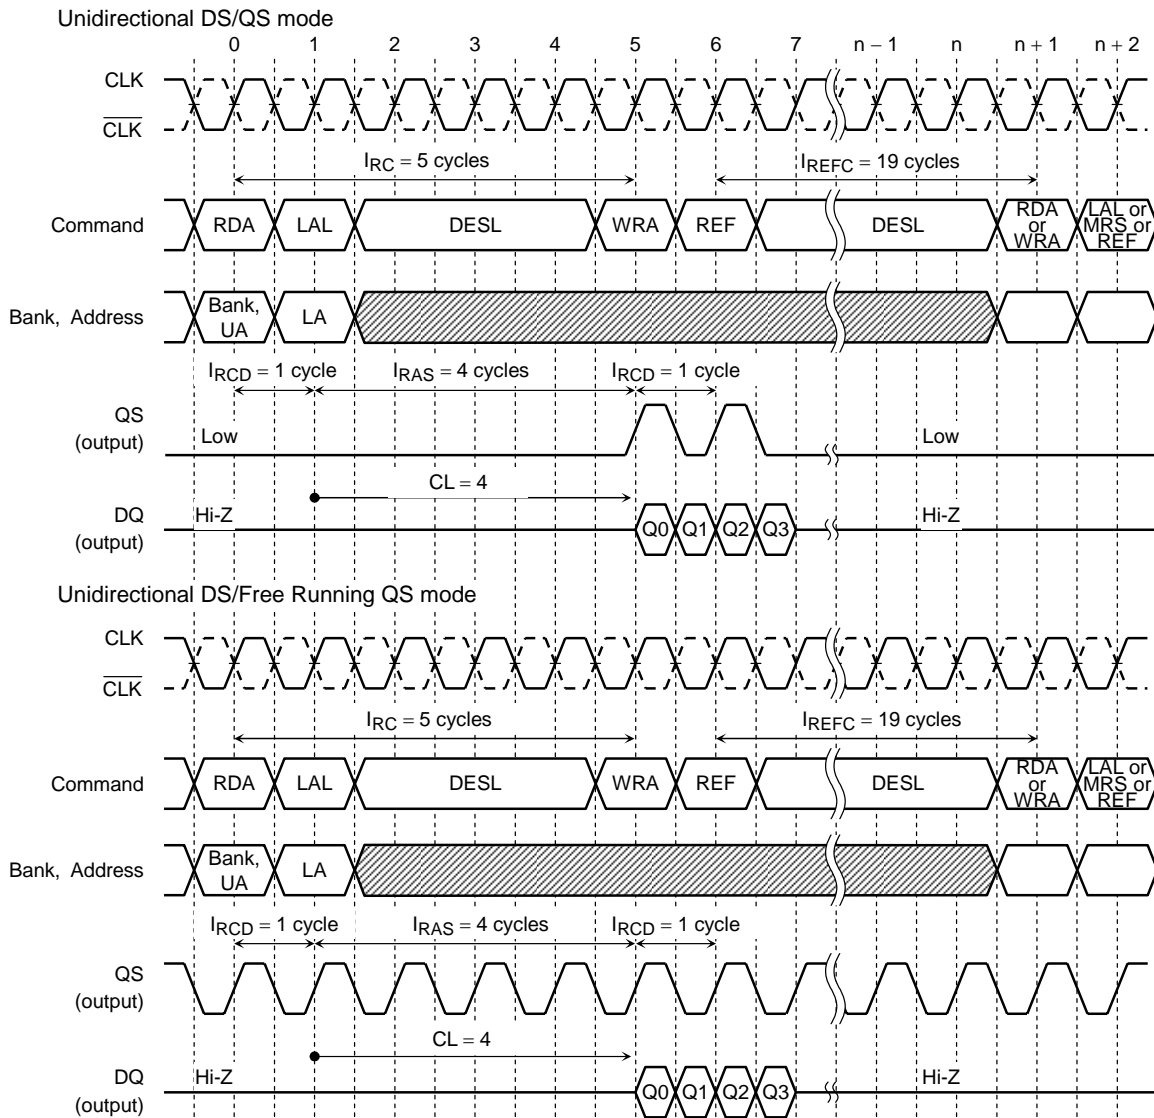 Unidirectional DS/QS mode
0 1 2 3 4 5 6 7 n − 1 n n + 1 n + 2
CLK
CLK
IRC = 5 cycles IREFC = 19 cycles
Command RDA LAL DESL WRA REF DESL RDA or WRA LAL or MRS or REF
Bank, Address Bank, UA LA
IRCD = 1 cycle IRAS = 4 cycles IRCD = 1 cycle
QS (output) Low Low
CL = 4
DQ (output) Hi-Z Q0 Q1 Q2 Q3 Hi-Z
Unidirectional DS/Free Running QS mode
CLK
CLK
IRC = 5 cycles IREFC = 19 cycles
Command RDA LAL DESL WRA REF DESL RDA or WRA LAL or MRS or REF
Bank, Address Bank, UA LA
IRCD = 1 cycle IRAS = 4 cycles IRCD = 1 cycle
QS (output)
CL = 4
DQ (output) Hi-Z Q0 Q1 Q2 Q3 Hi-Z